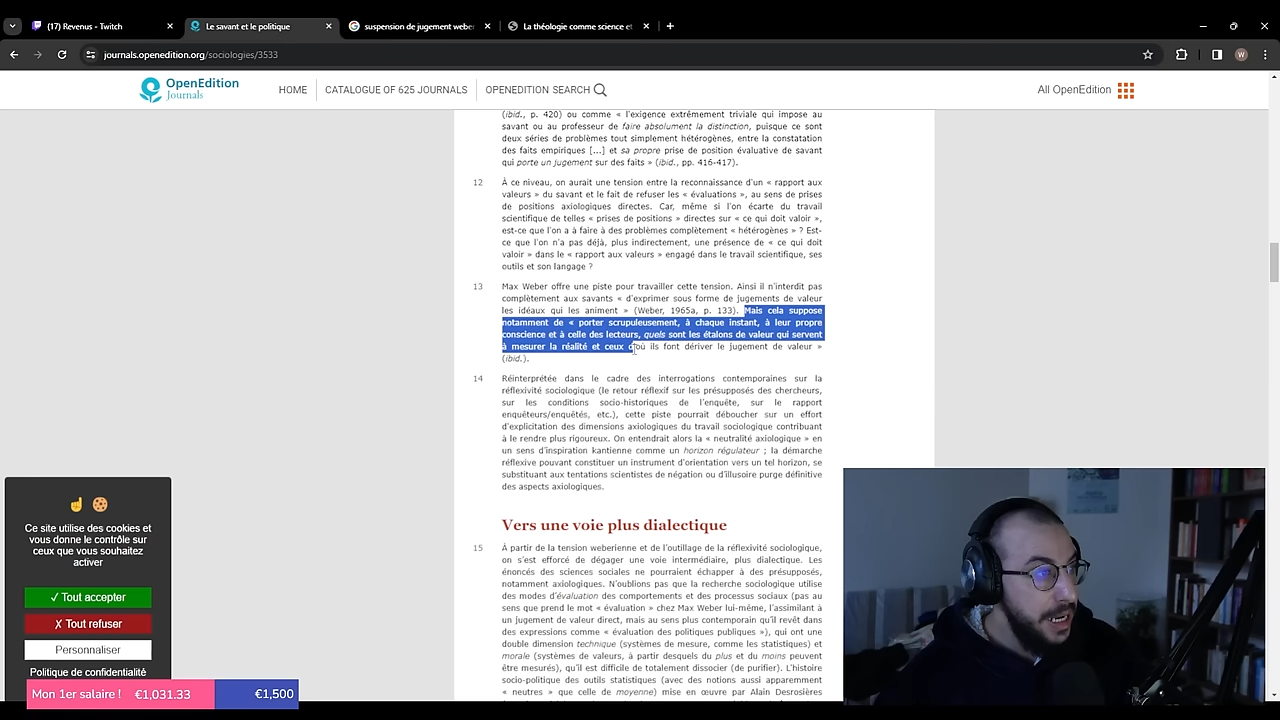 (17) Revenus - Twitch
Le savant et le politique
suspension de jugement weber
La théologie comme science et
journals.openedition.org/sociologies/3533
W
OpenEdition
Journals
HOME
CATALOGUE OF 625 JOURNALS
OPENEDITION SEARCH
All OpenEdition
(ibid., p. 420) ou comme « l'exigence extrêmement triviale qui impose au
savant ou au professeur de faire absolument la distinction, puisque ce sont
deux séries de problèmes tout simplement hétérogènes, entre la constatation
des faits empiriques [...] et sa propre prise de position évaluative de savant
qui porte un jugement sur des faits » (ibid., pp. 416-417).
12
À ce niveau, on aurait une tension entre la reconnaissance d'un « rapport aux
valeurs » du savant et le fait de refuser les « évaluations », au sens de prises
de positions axiologiques directes. Car, même si l'on écarte du travail
scientifique de telles « prises de positions » directes sur « ce qui doit valoir »,
est-ce que l'on a à faire à des problèmes complètement « hétérogènes » ? Est-
ce que l'on n'a pas déjà, plus indirectement, une présence de « ce qui doit
valoir » dans le « rapport aux valeurs » engagé dans le travail scientifique, ses
outils et son langage ?
13
Max Weber offre une piste pour travailler cette tension. Ainsi il n'interdit pas
complètement aux savants « d'exprimer sous forme de jugements de valeur
les idéaux qui les animent » (Weber, 1965a, p. 133). Mais cela suppose
notamment de « porter scrupuleusement, à chaque instant, à leur propre
conscience et à celle des lecteurs, quels sont les étalons de valeur qui servent
à mesurer la réalité et ceux d'où ils font dériver le jugement de valeur »
(ibid.).
14
Réinterprétée dans le cadre des interrogations contemporaines sur la
réflexivité sociologique (le retour réflexif sur les présupposés des chercheurs,
sur les conditions socio-historiques de l'enquête, sur le rapport
enquêteurs/enquêtés, etc.), cette piste pourrait déboucher sur un effort
d'explicitation des dimensions axiologiques du travail sociologique contribuant
à le rendre plus rigoureux. On entendrait alors la « neutralité axiologique » en
un sens d'inspiration kantienne comme un horizon régulateur ; la démarche
réflexive pouvant constituer un instrument d'orientation vers un tel horizon, se
substituant aux tentations scientistes de négation ou d'illusoire purge définitive
des aspects axiologiques.
Vers une voie plus dialectique
15
À partir de la tension weberienne et de l'outillage de la réflexivité sociologique,
on s'est efforcé de dégager une voie intermédiaire, plus dialectique. Les
énoncés des sciences sociales ne pourraient échapper à des présupposés,
notamment axiologiques. N'oublions pas que la recherche sociologique utilise
des modes d'évaluation des comportements et des processus sociaux (pas au
sens que prend le mot « évaluation » chez Max Weber lui-même, l'assimilant à
un jugement de valeur direct, mais au sens plus contemporain qu'il revêt dans
des expressions comme « évaluation des politiques publiques »), qui ont une
double dimension technique (systèmes de mesure, comme les statistiques) et
morale (systèmes de valeurs, à partir desquels du plus et du moins peuvent
être mesurés), qu'il est difficile de totalement dissocier (de purifier). L'histoire
socio-politique des outils statistiques (avec des notions aussi apparemment
« neutres » que celle de moyenne) mise en œuvre par Alain Desrosières
Ce site utilise des cookies et
vous donne le contrôle sur
ceux que vous souhaitez
activer
✓ Tout accepter
✗ Tout refuser
Personnaliser
Politique de confidentialité
Mon 1er salaire ! €1,031.33 €1,500